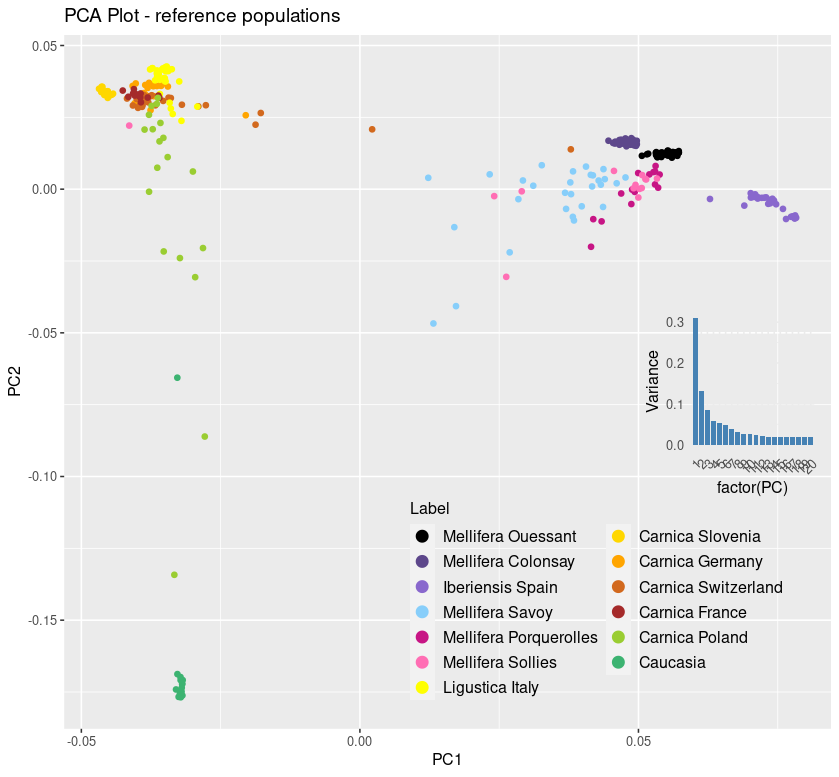 PCA Plot - reference populations
0.05
0.00
-0.05
-0.10
-0.15
PC2
-0.05
0.00
0.05
PC1
0.3
0.2
0.1
0.0
Variance
factor(PC)
Label
Mellifera Ouessant
Mellifera Colonsay
Iberiensis Spain
Mellifera Savoy
Mellifera Porquerolles
Mellifera Sollies
Ligustica Italy
Carnica Slovenia
Carnica Germany
Carnica Switzerland
Carnica France
Carnica Poland
Caucasia